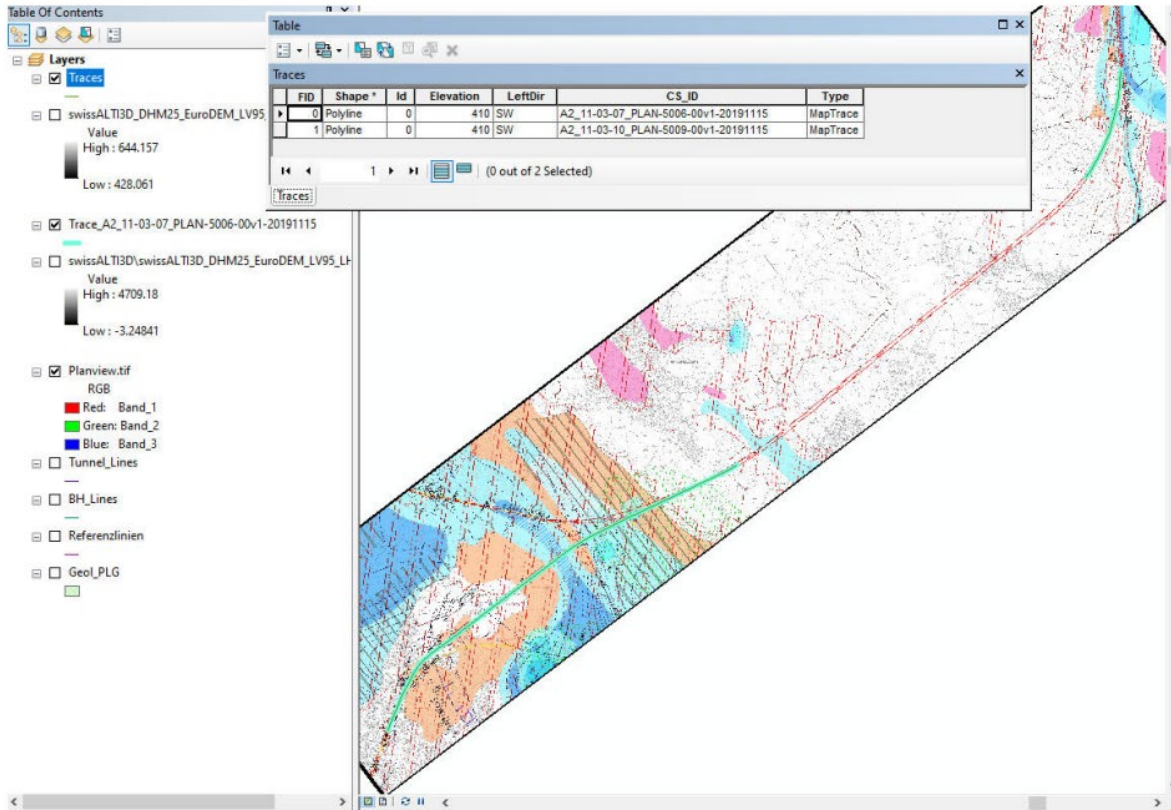 Table Of Contents
Layers
Traces
swissALTI3D_DHM25_EuroDEM_LV95_
Value
High : 644.157
Low : 428.061
Trace_A2_11-03-07_PLAN-5006-00v1-20191115
swissALTI3D\swissALTI3D_DHM25_EuroDEM_LV95_LH
Value
High : 4709.18
Low : -3.24841
Planview.tif
RGB
Red: Band_1
Green: Band_2
Blue: Band_3
Tunnel_Lines
BH_Lines
Referenzlinien
Geol_PLG
Table
Traces
FID Shape * Id Elevation LeftDir CS_ID Type
0 Polyline 0 410 SW A2_11-03-07_PLAN-5006-00v1-20191115 MapTrace
1 Polyline 0 410 SW A2_11-03-10_PLAN-5009-00v1-20191115 MapTrace
1 (0 out of 2 Selected)
Traces